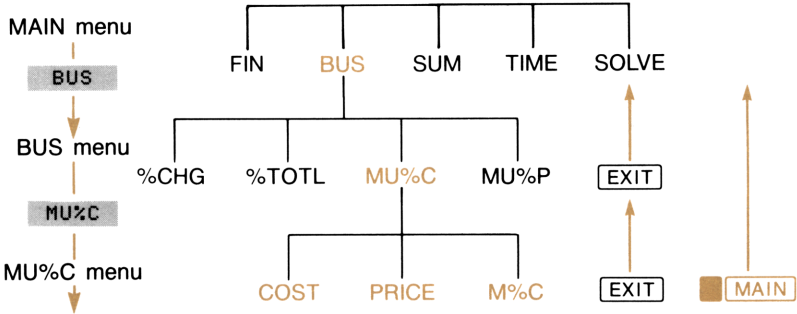 MAIN menu
BUS
BUS menu
MU%C
MU%C menu
FIN BUS SUM TIME SOLVE
%CHG %TOTL MU%C MU%P EXIT
COST PRICE M%C EXIT MAIN